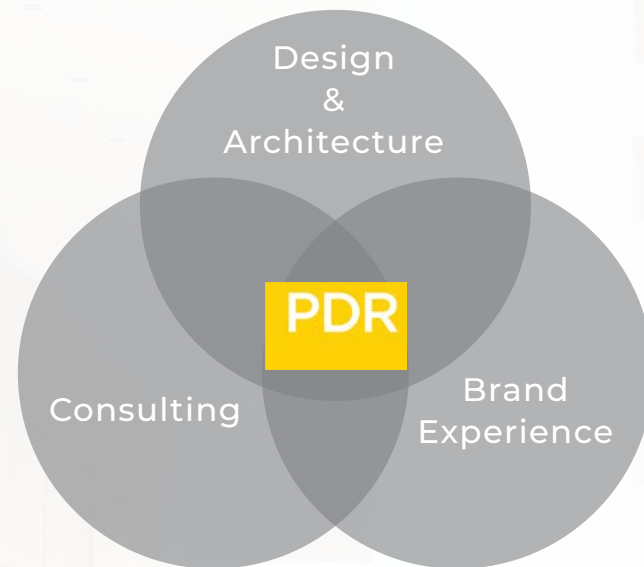 Design
&
Architecture
PDR
Consulting
Brand
Experience